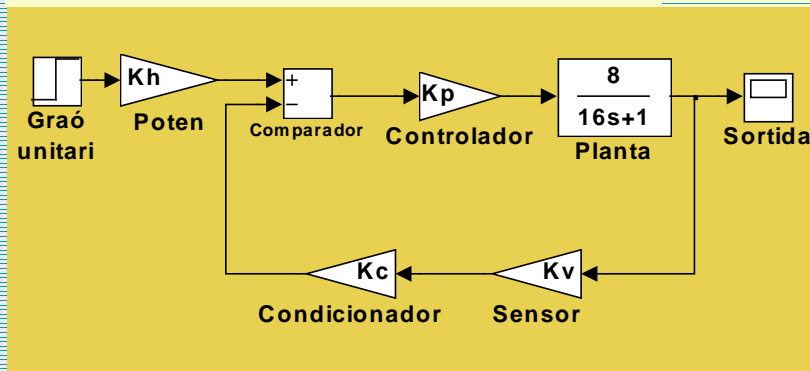 Kh
+
−
Kp
8
16s+1
Graó
unitari
Poten
Comparador
Controlador
Planta
Sortida
Kc
Kv
Condicionador
Sensor